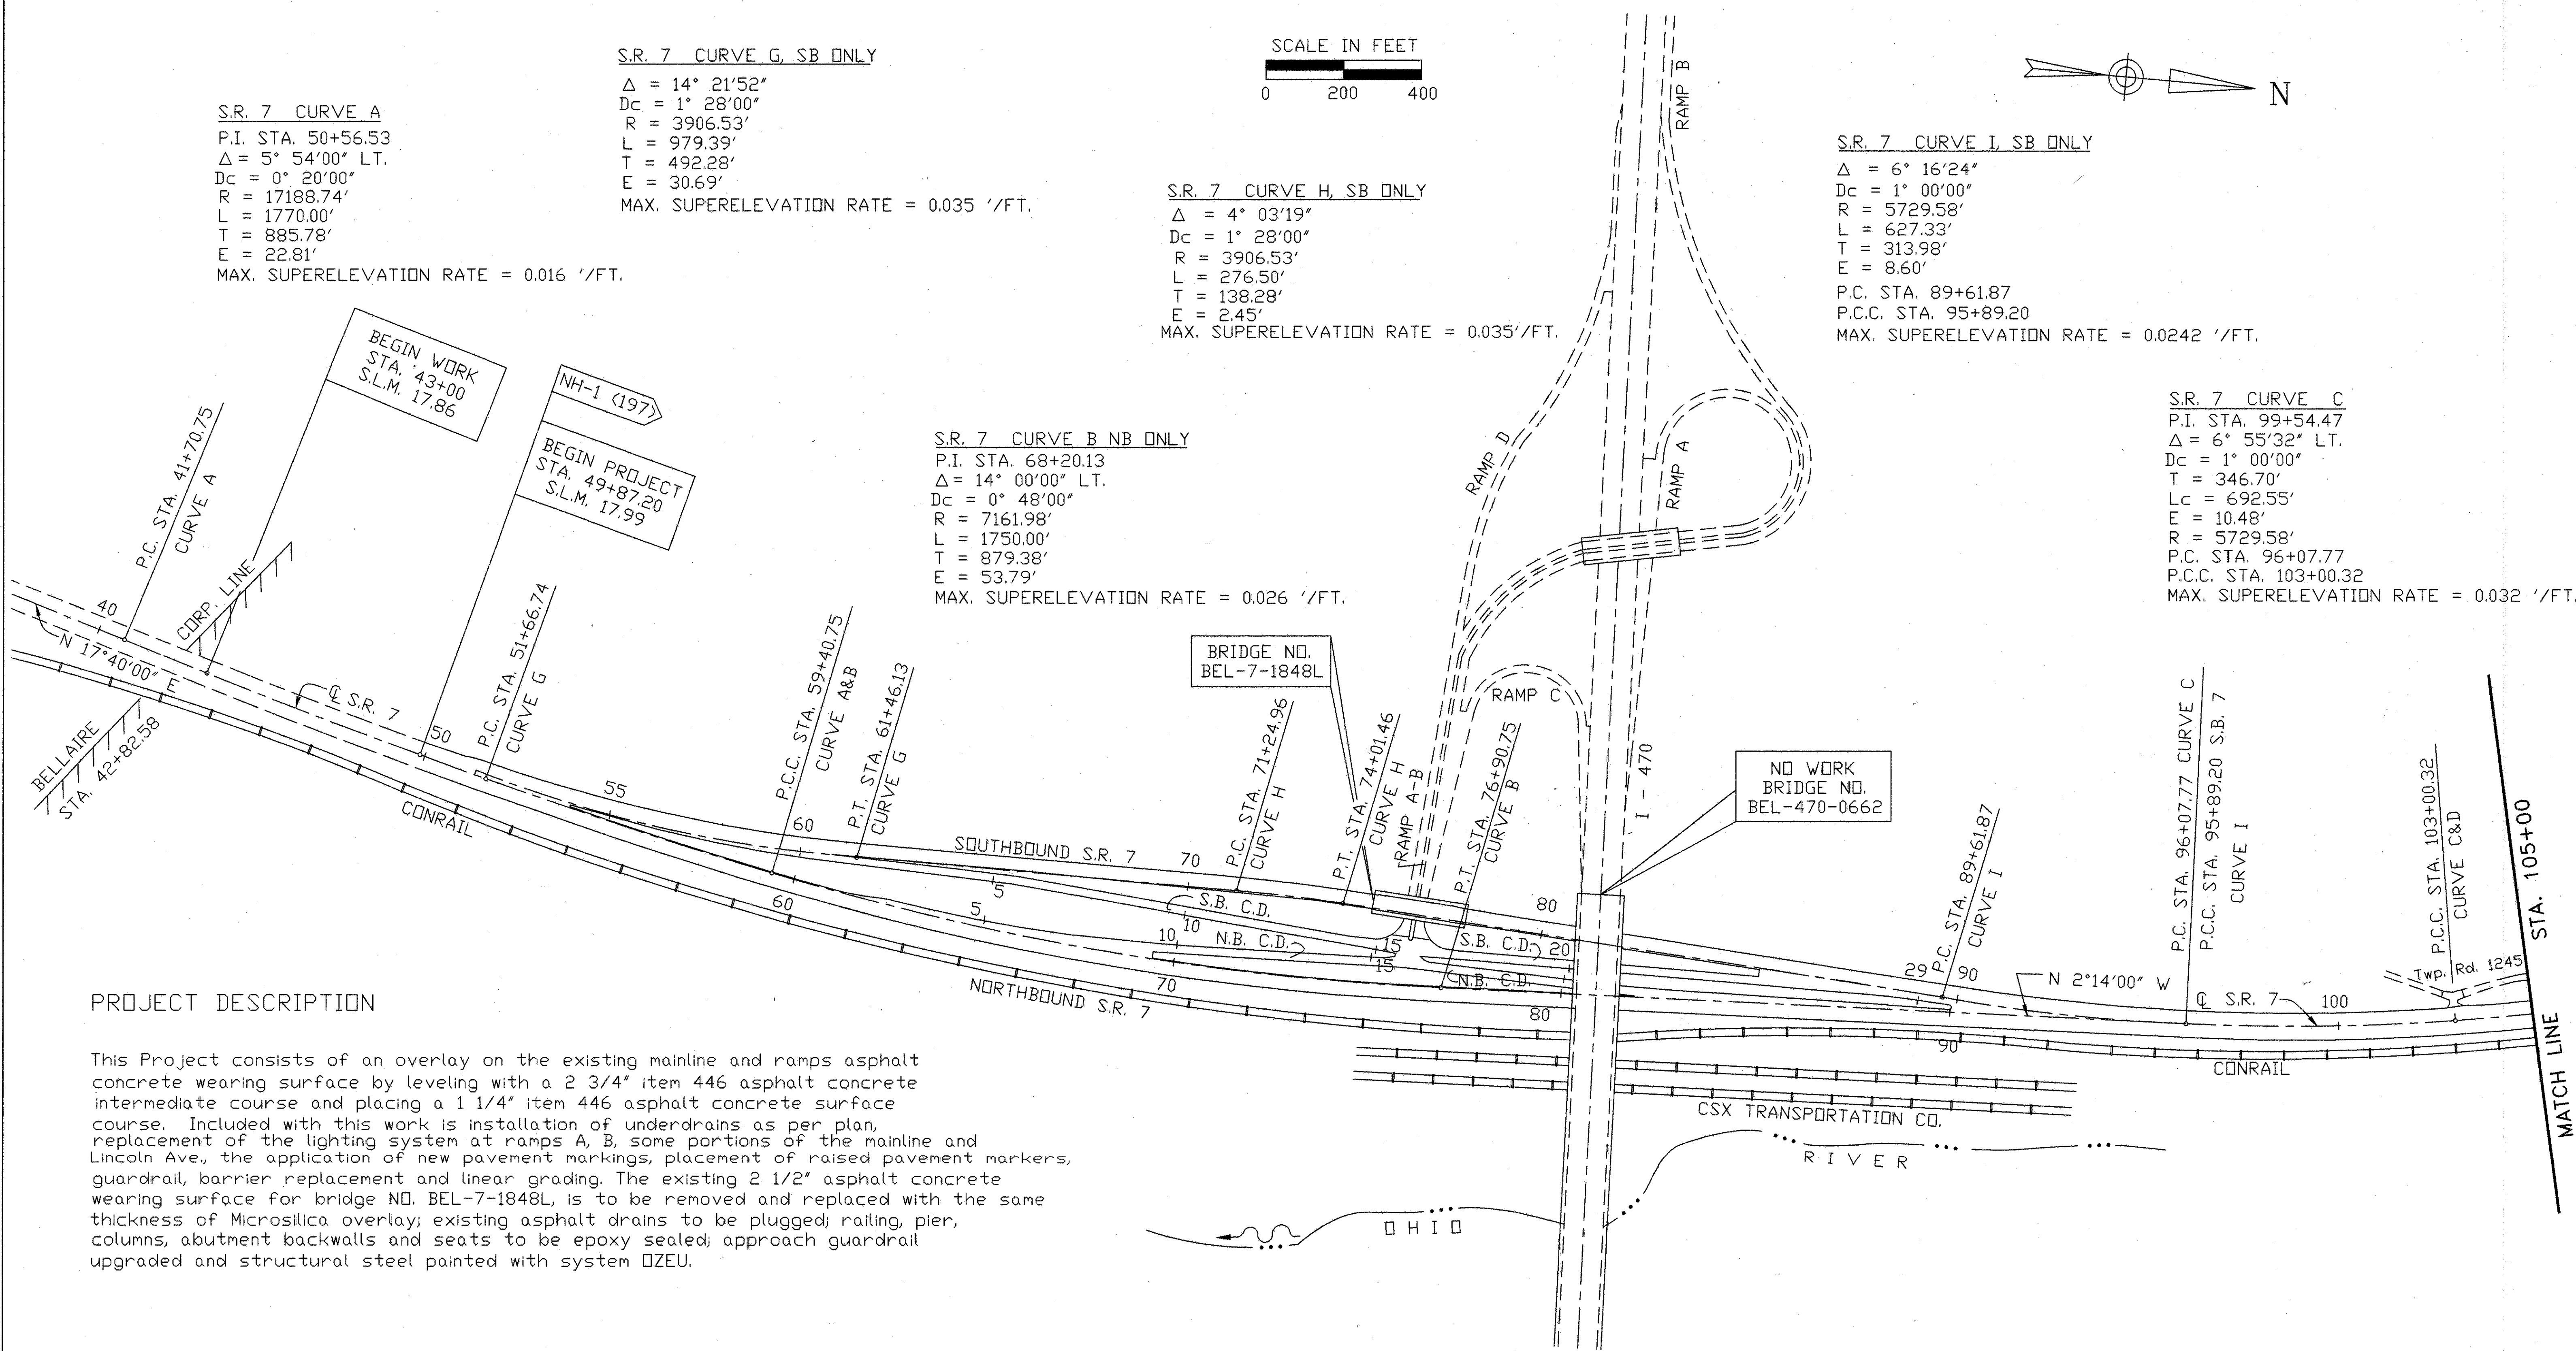 S.R. 7 CURVE A
P.I. STA. 50+56.53
Δ = 5° 54'00" LT.
Dc = 0° 20'00"
R = 17188.74'
L = 1770.00'
T = 885.78'
E = 22.81'
MAX. SUPERELEVATION RATE = 0.016 '/FT.
S.R. 7 CURVE G, SB ONLY
Δ = 14° 21'52"
Dc = 1° 28'00"
R = 3906.53'
L = 979.39'
T = 492.28'
E = 30.69'
MAX. SUPERELEVATION RATE = 0.035 '/FT.
SCALE IN FEET
0 200 400
S.R. 7 CURVE H, SB ONLY
Δ = 4° 03'19"
Dc = 1° 28'00"
R = 3906.53'
L = 276.50'
T = 138.28'
E = 2.45'
MAX. SUPERELEVATION RATE = 0.035'/FT.
N
S.R. 7 CURVE I, SB ONLY
Δ = 6° 16'24"
Dc = 1° 00'00"
R = 5729.58'
L = 627.33'
T = 313.98'
E = 8.60'
P.C. STA. 89+61.87
P.C.C. STA. 95+89.20
MAX. SUPERELEVATION RATE = 0.0242 '/FT.
S.R. 7 CURVE B NB ONLY
P.I. STA. 68+20.13
Δ = 14° 00'00" LT.
Dc = 0° 48'00"
R = 7161.98'
L = 1750.00'
T = 879.38'
E = 53.79'
MAX. SUPERELEVATION RATE = 0.026 '/FT.
S.R. 7 CURVE C
P.I. STA. 99+54.47
Δ = 6° 55'32" LT.
Dc = 1° 00'00"
T = 346.70'
Lc = 692.55'
E = 10.48'
R = 5729.58'
P.C. STA. 96+07.77
P.C.C. STA. 103+00.32
MAX. SUPERELEVATION RATE = 0.032 '/FT.
BEGIN WORK
STA. 43+00
S.L.M. 17.86
NH-1 (197)
BEGIN PROJECT
STA. 49+87.20
S.L.M. 17.99
P.C. STA. 41+70.75
CURVE A
CORP. LINE
40
N 17°40'00" E
BELLAIRE
STA. 42+82.58
℄ S.R. 7
50
CONRAIL
P.C. STA. 51+66.74
CURVE G
55
P.C.C. STA. 59+40.75
CURVE A&B
60
P.T. STA. 61+46.13
CURVE G
60
SOUTHBOUND S.R. 7
70
5
5
S.B. C.D.
10
10
N.B. C.D.
NORTHBOUND S.R. 7
70
P.C. STA. 71+24.96
CURVE H
BRIDGE NO.
BEL-7-1848L
P.T. STA. 74+01.46
CURVE H
RAMP A-B
P.T. STA. 76+90.75
CURVE B
RAMP D
RAMP C
RAMP A
RAMP B
I - 470
15
15
S.B. C.D.
20
N.B. C.D.
80
80
NO WORK
BRIDGE NO.
BEL-470-0662
P.C. STA. 89+61.87
CURVE I
29
90
90
N 2°14'00" W
P.C. STA. 96+07.77 CURVE C
P.C.C. STA. 95+89.20 S.B. 7
CURVE I
℄ S.R. 7
100
P.C.C. STA. 103+00.32
CURVE C&D
Twp. Rd. 1245
CONRAIL
MATCH LINE STA. 105+00
CSX TRANSPORTATION CO.
OHIO
RIVER
PROJECT DESCRIPTION
This Project consists of an overlay on the existing mainline and ramps asphalt
concrete wearing surface by leveling with a 2 3/4" item 446 asphalt concrete
intermediate course and placing a 1 1/4" item 446 asphalt concrete surface
course. Included with this work is installation of underdrains as per plan,
replacement of the lighting system at ramps A, B, some portions of the mainline and
Lincoln Ave., the application of new pavement markings, placement of raised pavement markers,
guardrail, barrier replacement and linear grading. The existing 2 1/2" asphalt concrete
wearing surface for bridge NO. BEL-7-1848L, is to be removed and replaced with the same
thickness of Microsilica overlay; existing asphalt drains to be plugged; railing, pier,
columns, abutment backwalls and seats to be epoxy sealed; approach guardrail
upgraded and structural steel painted with system OZEU.